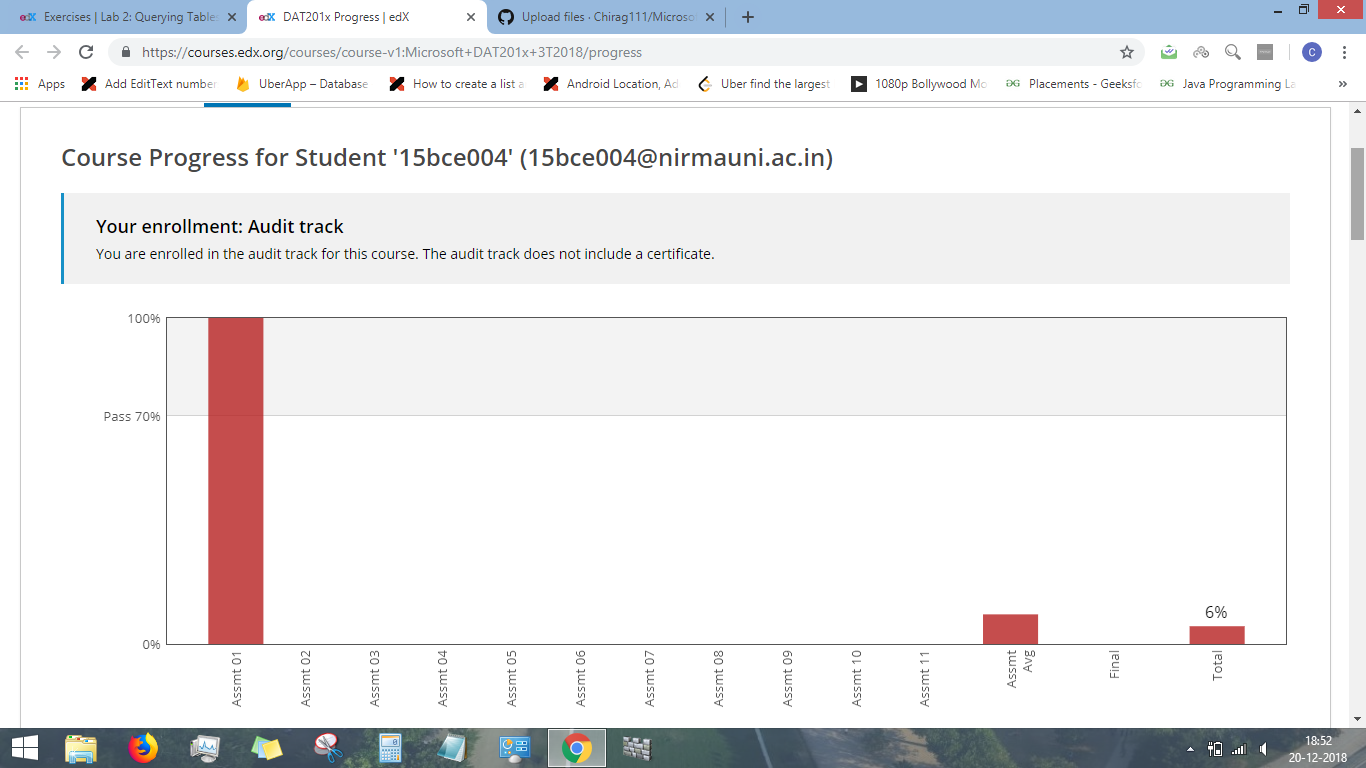 Exercises | Lab 2: Querying Table
DAT201x Progress | edX
Upload files · Chirag111/Microso
https://courses.edx.org/courses/course-v1:Microsoft+DAT201x+3T2018/progress
C
Apps
Add EditText number
UberApp – Database
How to create a list a
Android Location, Ad
Uber find the largest
1080p Bollywood Mo
Placements - Geeksfo
Java Programming La
»
Course Progress for Student '15bce004' (15bce004@nirmauni.ac.in)
Your enrollment: Audit track
You are enrolled in the audit track for this course. The audit track does not include a certificate.
100%
Pass 70%
0%
6%
Assmt 01
Assmt 02
Assmt 03
Assmt 04
Assmt 05
Assmt 06
Assmt 07
Assmt 08
Assmt 09
Assmt 10
Assmt 11
Assmt
Avg
Final
Total
18:52
20-12-2018